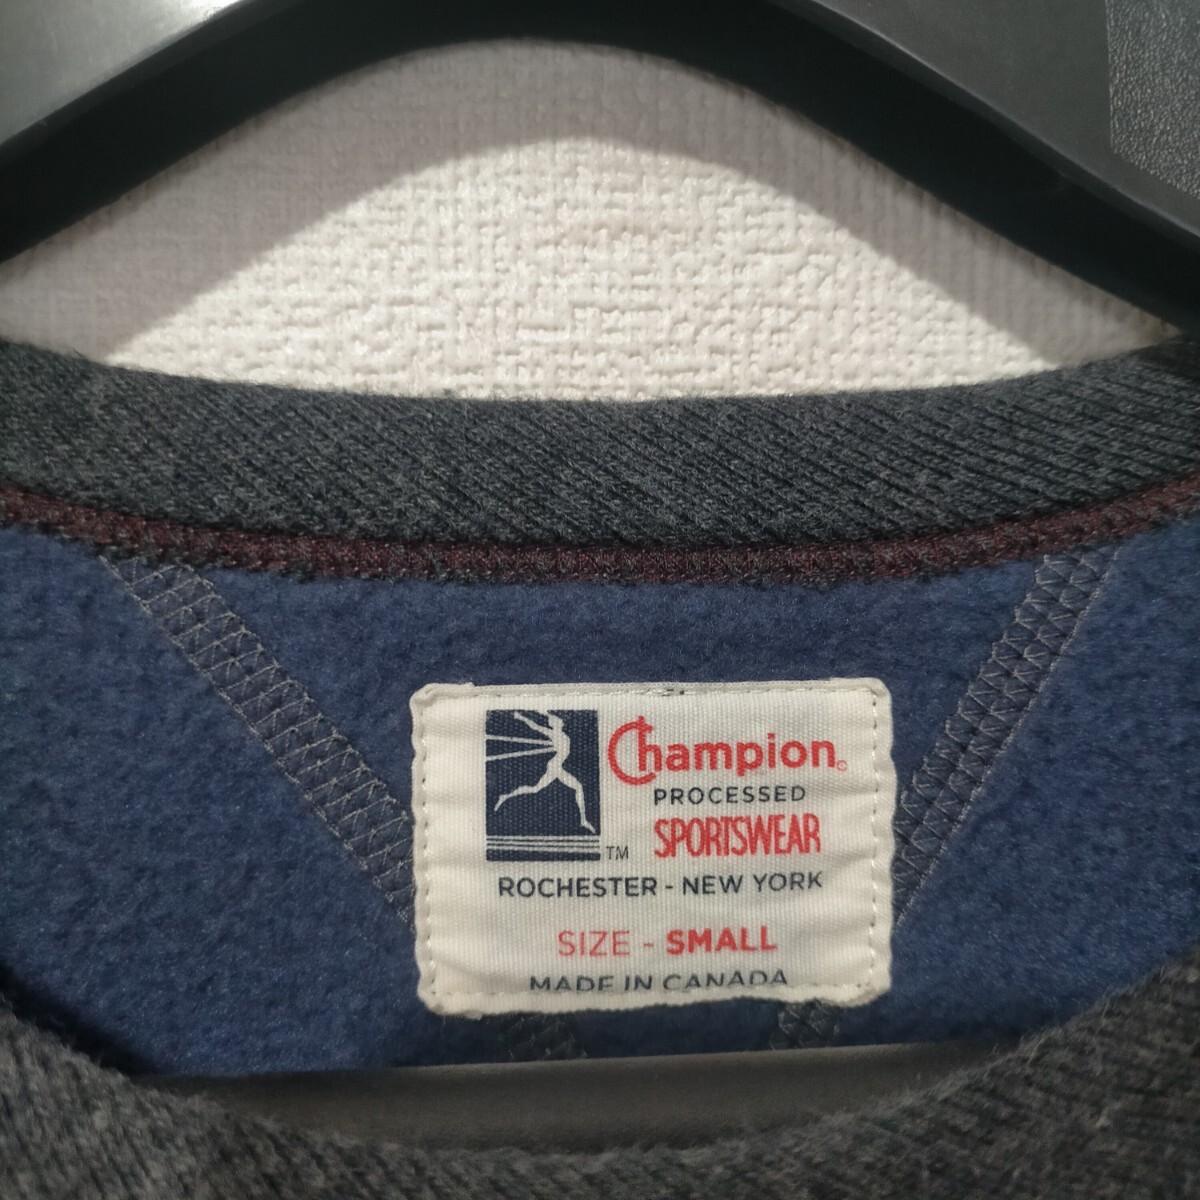 Champion©
PROCESSED
SPORTSWEAR
TM
ROCHESTER - NEW YORK
SIZE - SMALL
MADE IN CANADA